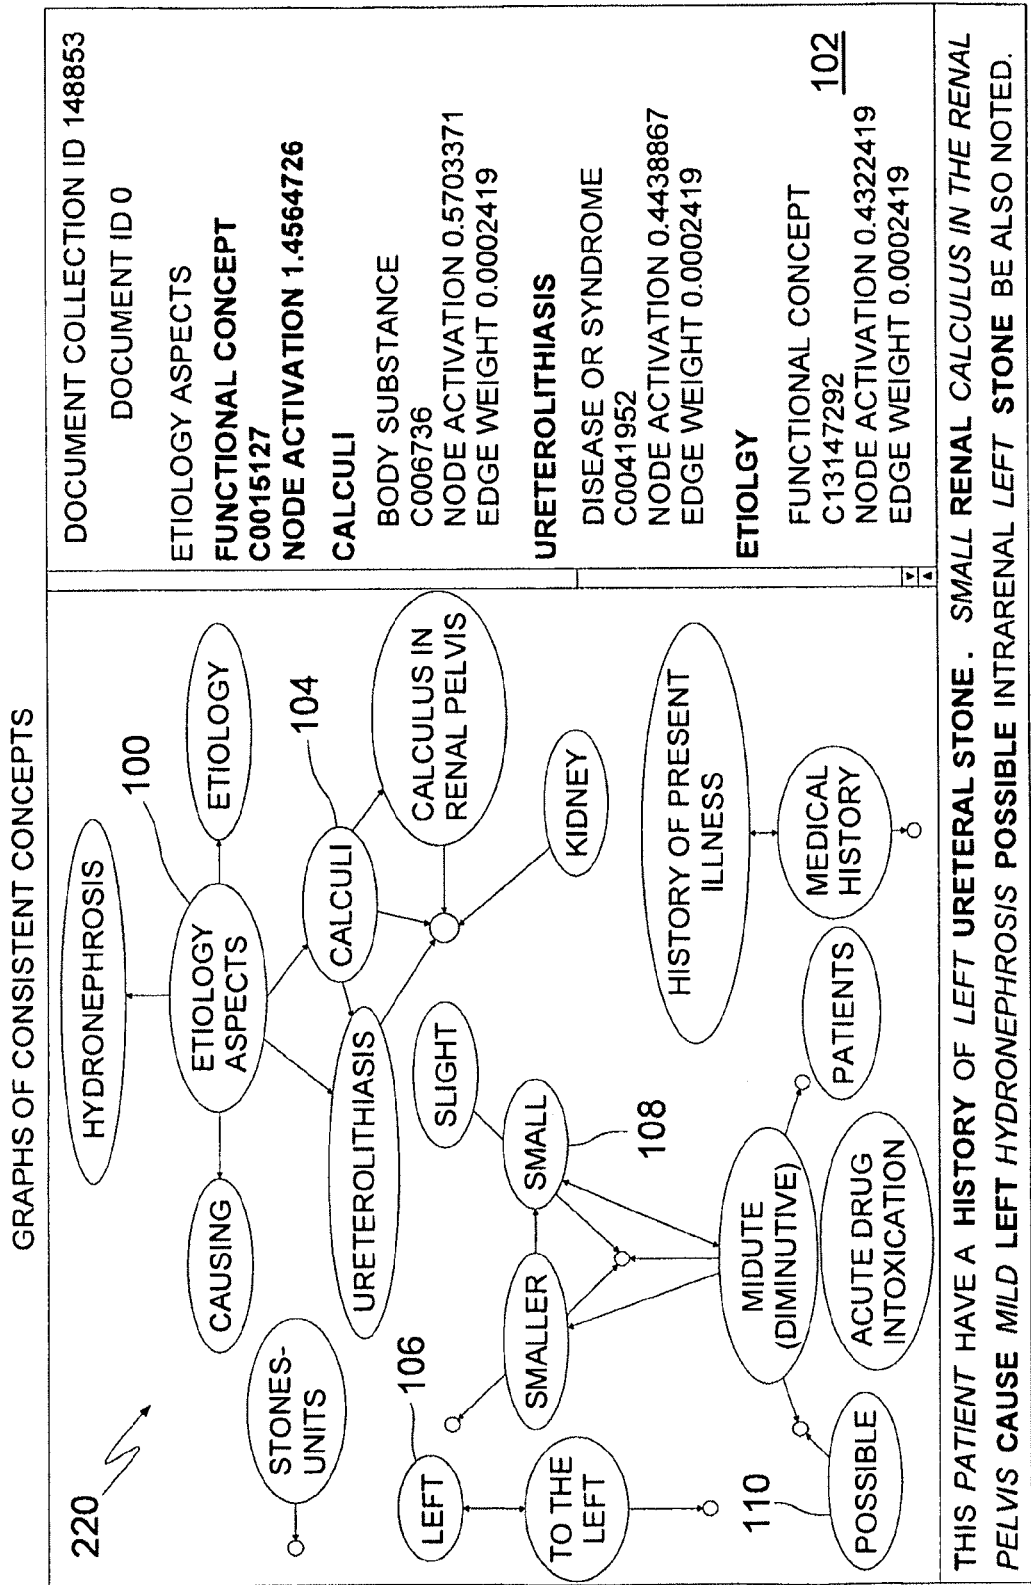 GRAPHS OF CONSISTENT CONCEPTS
220
HYDRONEPHROSIS
100
CAUSING
ETIOLOGY
ASPECTS
ETIOLOGY
STONES-
UNITS
104
URETEROLITHIASIS
CALCULI
CALCULUS IN
RENAL PELVIS
106
LEFT
TO THE
LEFT
SLIGHT
SMALLER
SMALL
108
KIDNEY
HISTORY OF PRESENT
ILLNESS
MEDICAL
HISTORY
MIDUTE
(DIMINUTIVE)
PATIENTS
110
POSSIBLE
ACUTE DRUG
INTOXICATION
DOCUMENT COLLECTION ID 148853
DOCUMENT ID 0
ETIOLOGY ASPECTS
FUNCTIONAL CONCEPT
C0015127
NODE ACTIVATION 1.4564726
CALCULI
BODY SUBSTANCE
C006736
NODE ACTIVATION 0.5703371
EDGE WEIGHT 0.0002419
URETEROLITHIASIS
DISEASE OR SYNDROME
C0041952
NODE ACTIVATION 0.4438867
EDGE WEIGHT 0.0002419
ETIOLGY
FUNCTIONAL CONCEPT
C13147292
NODE ACTIVATION 0.4322419
EDGE WEIGHT 0.0002419
102
THIS PATIENT HAVE A HISTORY OF LEFT URETERAL STONE. SMALL RENAL CALCULUS IN THE RENAL
PELVIS CAUSE MILD LEFT HYDRONEPHROSIS POSSIBLE INTRARENAL LEFT STONE BE ALSO NOTED.